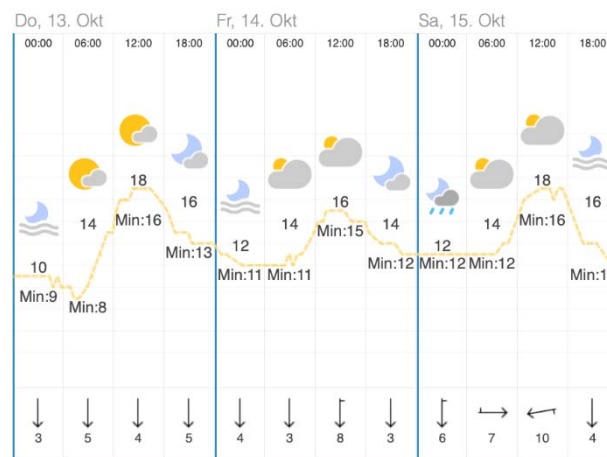 Do, 13. Okt Fr, 14. Okt Sa, 15. Okt
00:00 06:00 12:00 18:00 00:00 06:00 12:00 18:00 00:00 06:00 12:00 18:00
10 14 18 16 12 14 16 14 12 14 18 16
Min:9 Min:8 Min:16 Min:13 Min:11 Min:11 Min:15 Min:12 Min:12 Min:12 Min:16
3 5 4 5 4 3 8 3 6 7 10 4